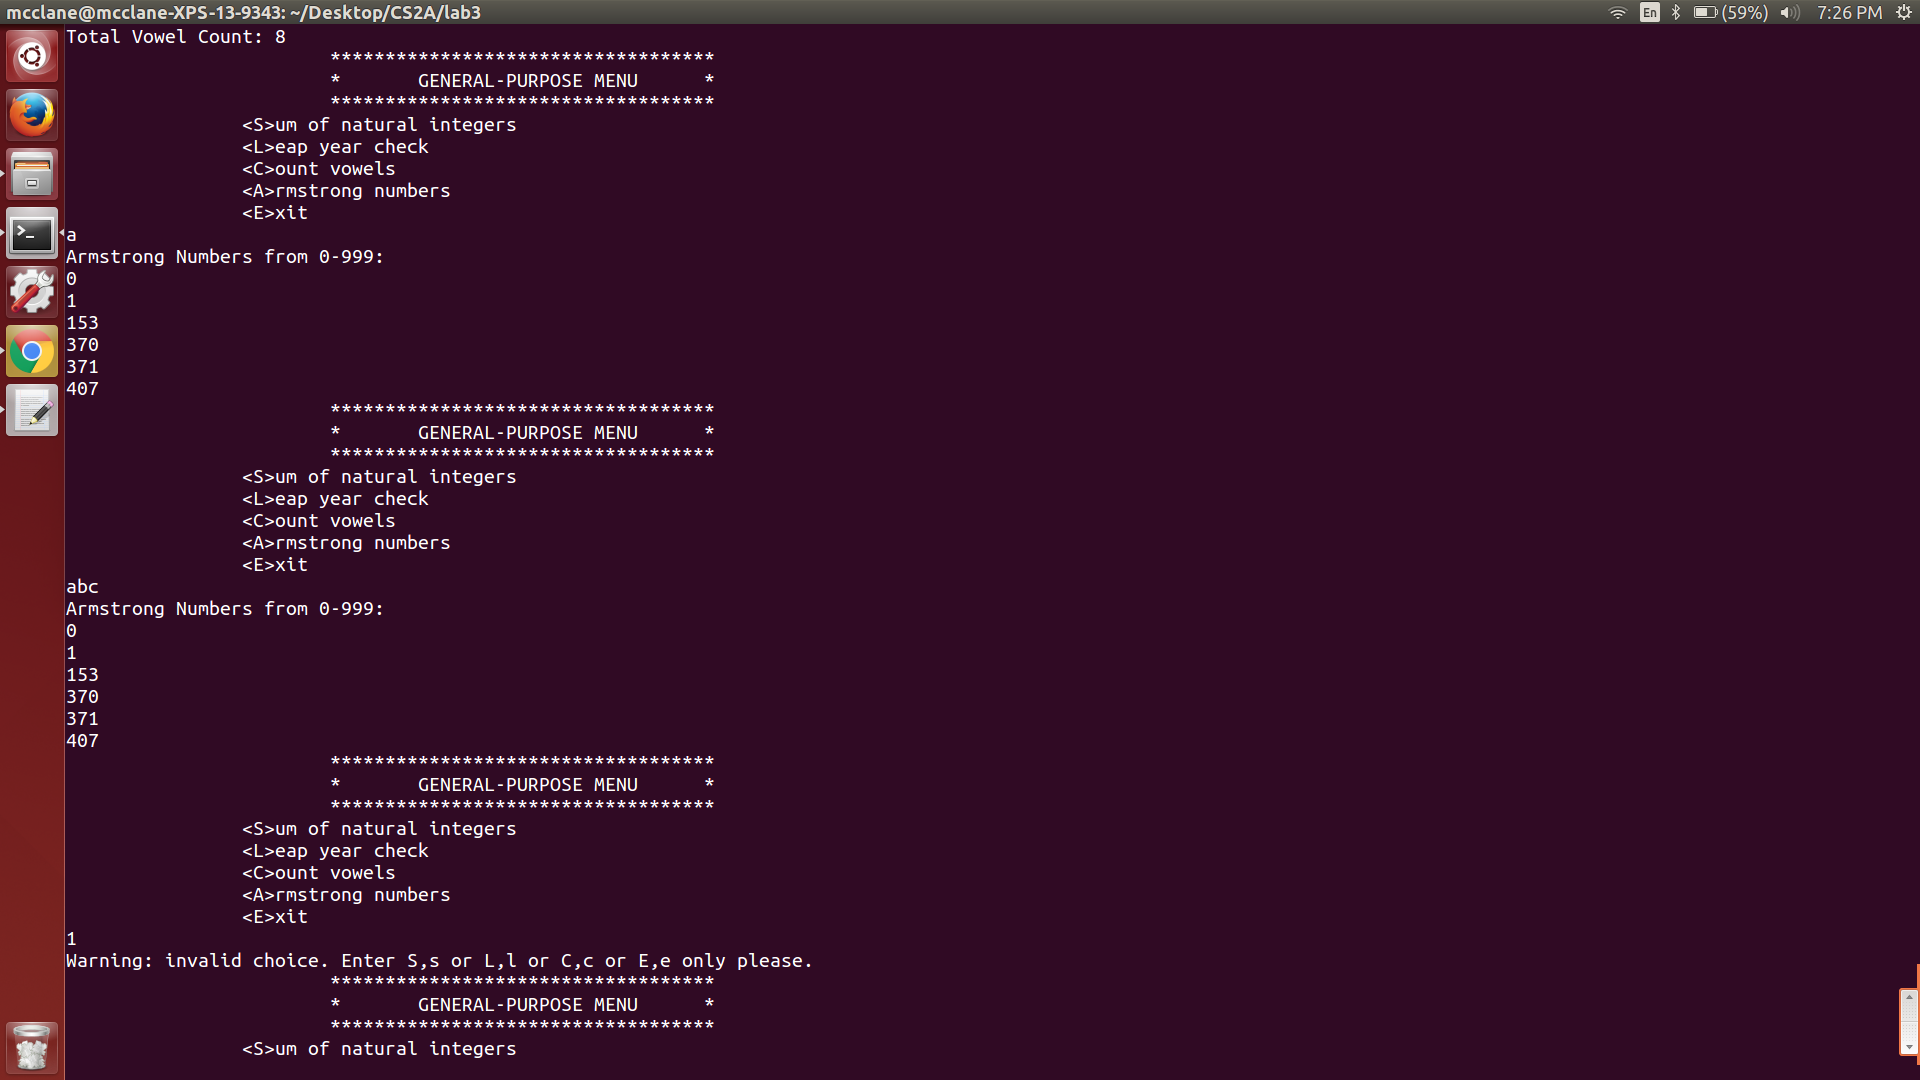 mcclane@mcclane-XPS-13-9343: ~/Desktop/CS2A/lab3 En (59%) 7:26 PM
Total Vowel Count: 8
***********************************
* GENERAL-PURPOSE MENU *
***********************************
<S>um of natural integers
<L>eap year check
<C>ount vowels
<A>rmstrong numbers
<E>xit
a
Armstrong Numbers from 0-999:
0
1
153
370
371
407
***********************************
* GENERAL-PURPOSE MENU *
***********************************
<S>um of natural integers
<L>eap year check
<C>ount vowels
<A>rmstrong numbers
<E>xit
abc
Armstrong Numbers from 0-999:
0
1
153
370
371
407
***********************************
* GENERAL-PURPOSE MENU *
***********************************
<S>um of natural integers
<L>eap year check
<C>ount vowels
<A>rmstrong numbers
<E>xit
1
Warning: invalid choice. Enter S,s or L,l or C,c or E,e only please.
***********************************
* GENERAL-PURPOSE MENU *
***********************************
<S>um of natural integers